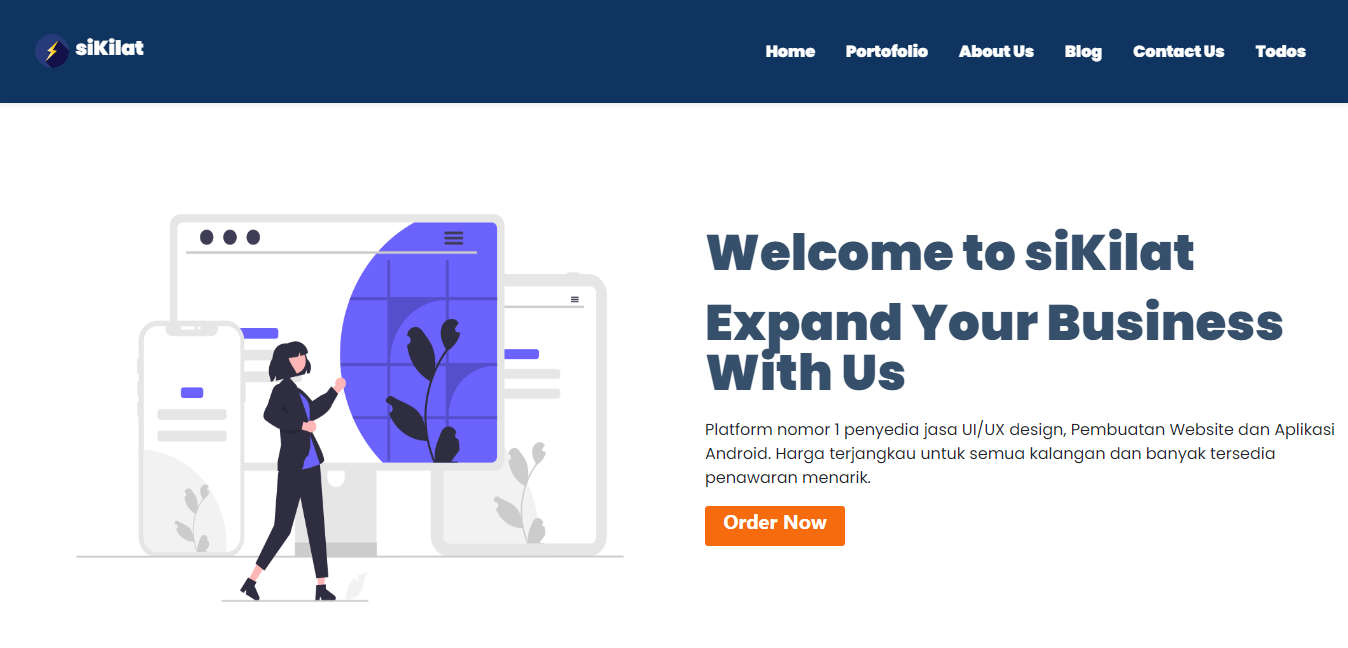 siKilat
Home Portofolio About Us Blog Contact Us Todos
Welcome to siKilat
Expand Your Business
With Us
Platform nomor 1 penyedia jasa UI/UX design, Pembuatan Website dan Aplikasi
Android. Harga terjangkau untuk semua kalangan dan banyak tersedia
penawaran menarik.
Order Now